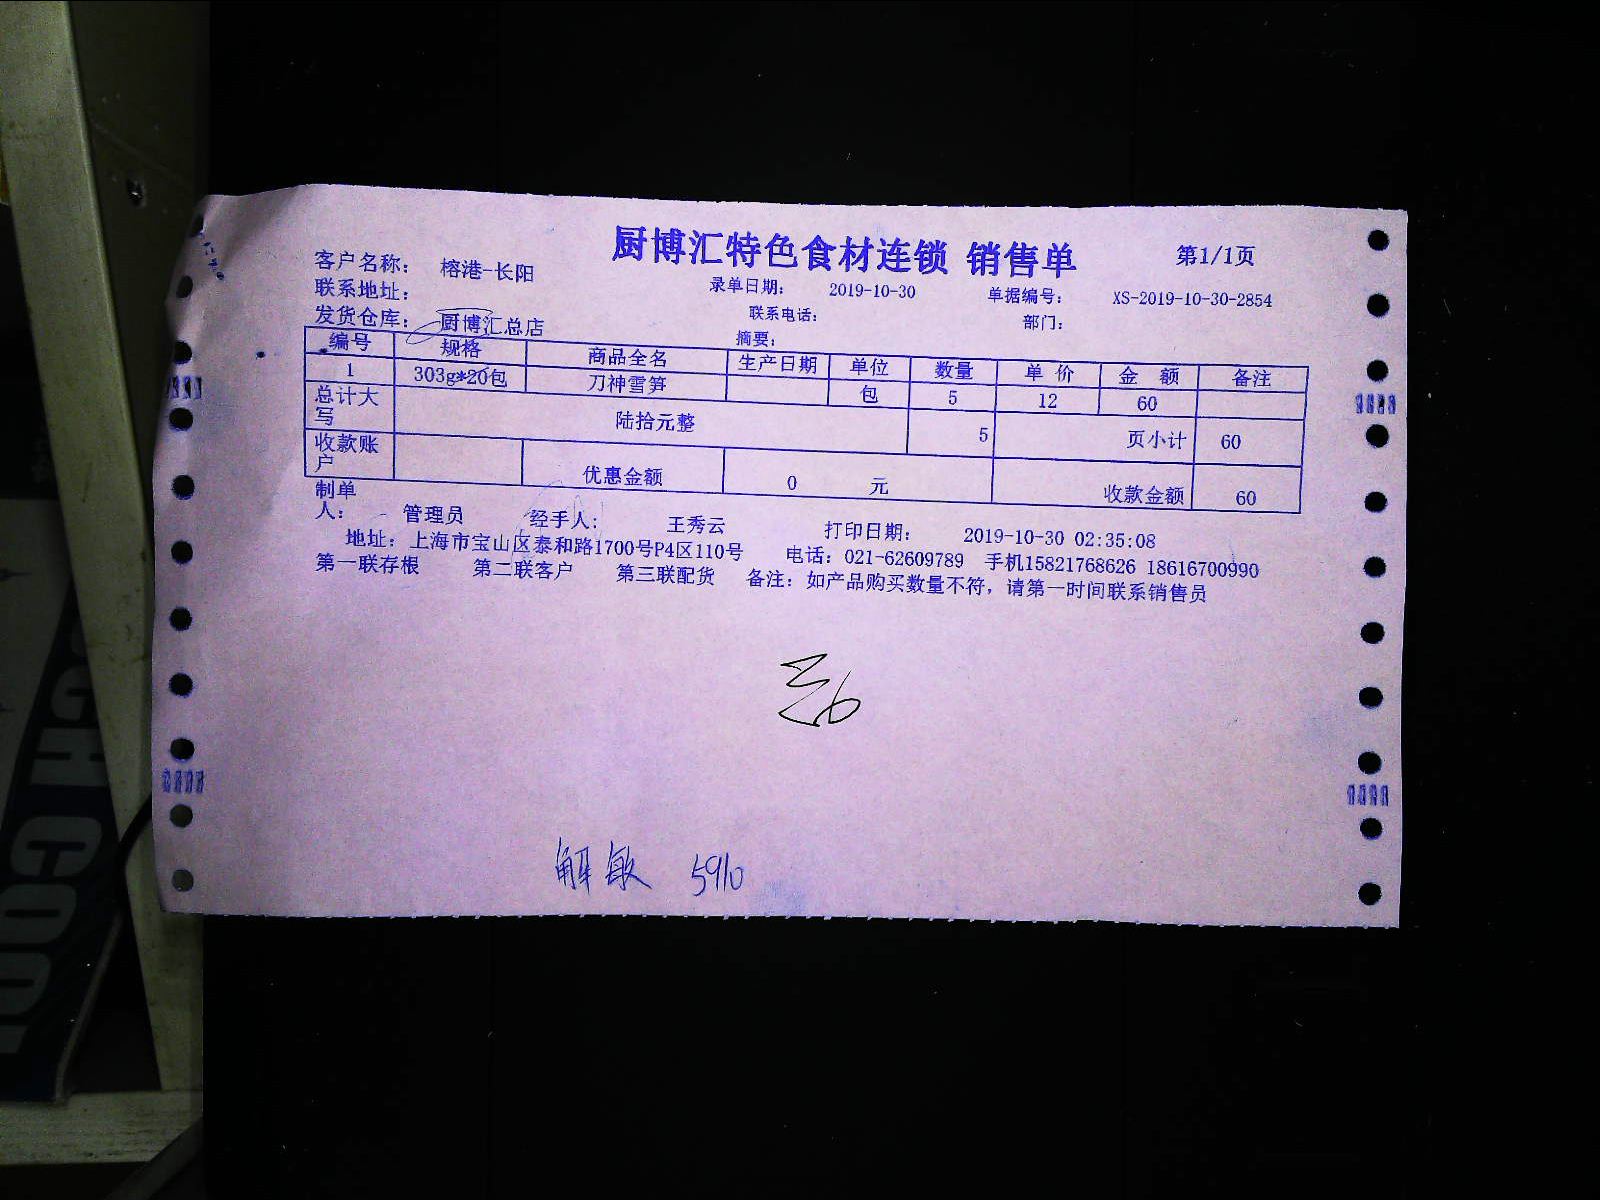 厨博汇特色食材连锁 销售单 第1/1页
客户名称: 榕港-长阳 录单日期: 2019-10-30 单据编号: XS-2019-10-30-2854
联系地址: 联系电话: 部门:
发货仓库: 厨博汇总店 摘要:
编号 规格 商品全名 生产日期 单位 数量 单价 金额 备注
1 303g*20包 刀神雪笋 包 5 12 60
总计大写 陆拾元整 5 页小计 60
收款账户 优惠金额 0 元 收款金额 60
制单人: 管理员 经手人: 王秀云 打印日期: 2019-10-30 02:35:08
地址: 上海市宝山区泰和路1700号P4区110号 电话: 021-62609789 手机15821768626 18616700990
第一联存根 第二联客户 第三联配货 备注: 如产品购买数量不符, 请第一时间联系销售员
解敏 5910